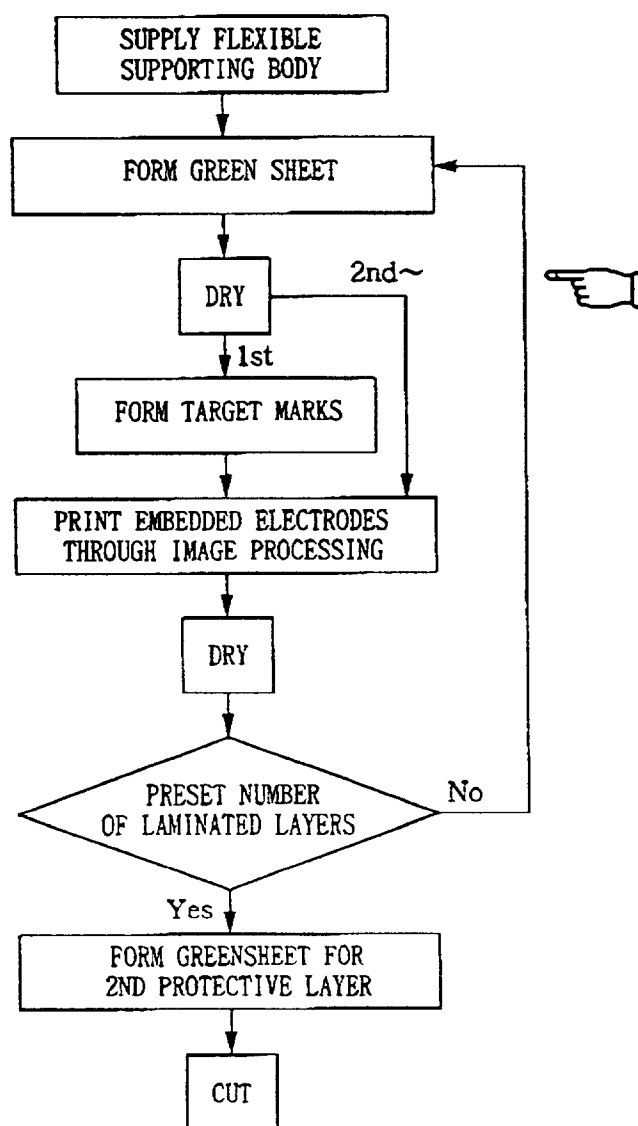 SUPPLY FLEXIBLE
SUPPORTING BODY
FORM GREEN SHEET
DRY
2nd~
1st
FORM TARGET MARKS
PRINT EMBEDDED ELECTRODES
THROUGH IMAGE PROCESSING
DRY
PRESET NUMBER
OF LAMINATED LAYERS
No
Yes
FORM GREENSHEET FOR
2ND PROTECTIVE LAYER
CUT